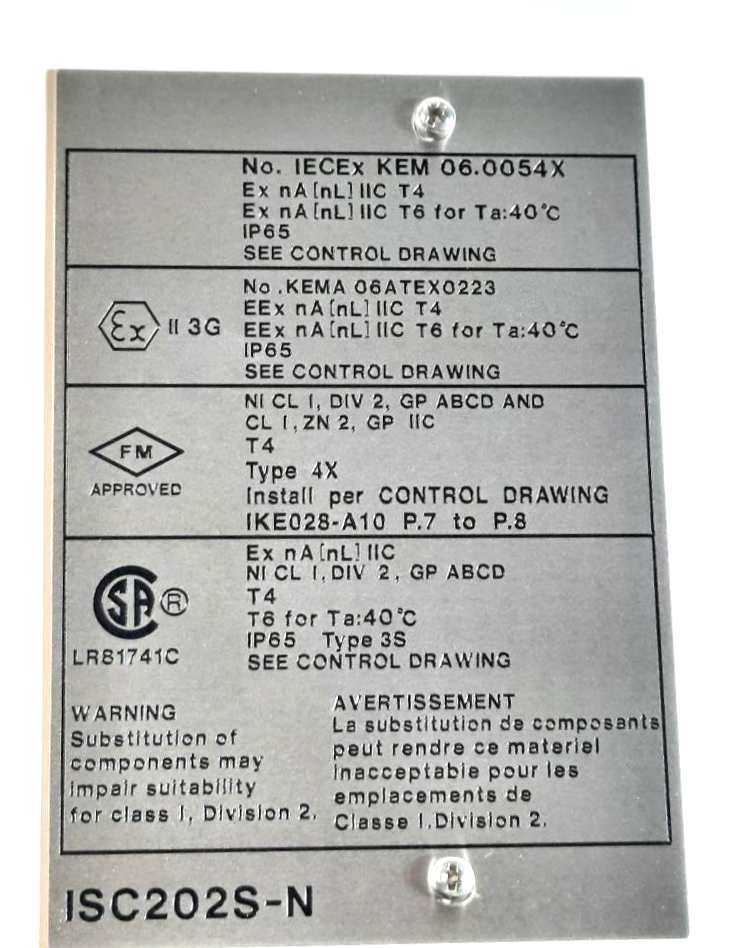 No. IECEx KEM 06.0054X
Ex nA[nL] IIC T4
Ex nA[nL] IIC T6 for Ta:40℃
IP65
SEE CONTROL DRAWING
Ex II 3G
No.KEMA 06ATEX0223
EEx nA[nL] IIC T4
EEx nA[nL] IIC T6 for Ta:40℃
IP65
SEE CONTROL DRAWING
FM
APPROVED
NI CL I, DIV 2, GP ABCD AND
CL I,ZN 2, GP IIC
T4
Type 4X
Install per CONTROL DRAWING
IKE028-A10 P.7 to P.8
SA ®
LR81741C
Ex nA[nL] IIC
NI CL I,DIV 2, GP ABCD
T4
T6 for Ta:40℃
IP65 Type 3S
SEE CONTROL DRAWING
WARNING
Substitution of
components may
impair suitability
for class I, Division 2.
AVERTISSEMENT
La substitution de composants
peut rendre ce materiel
inacceptable pour les
emplacements de
Classe I.Division 2.
ISC202S-N